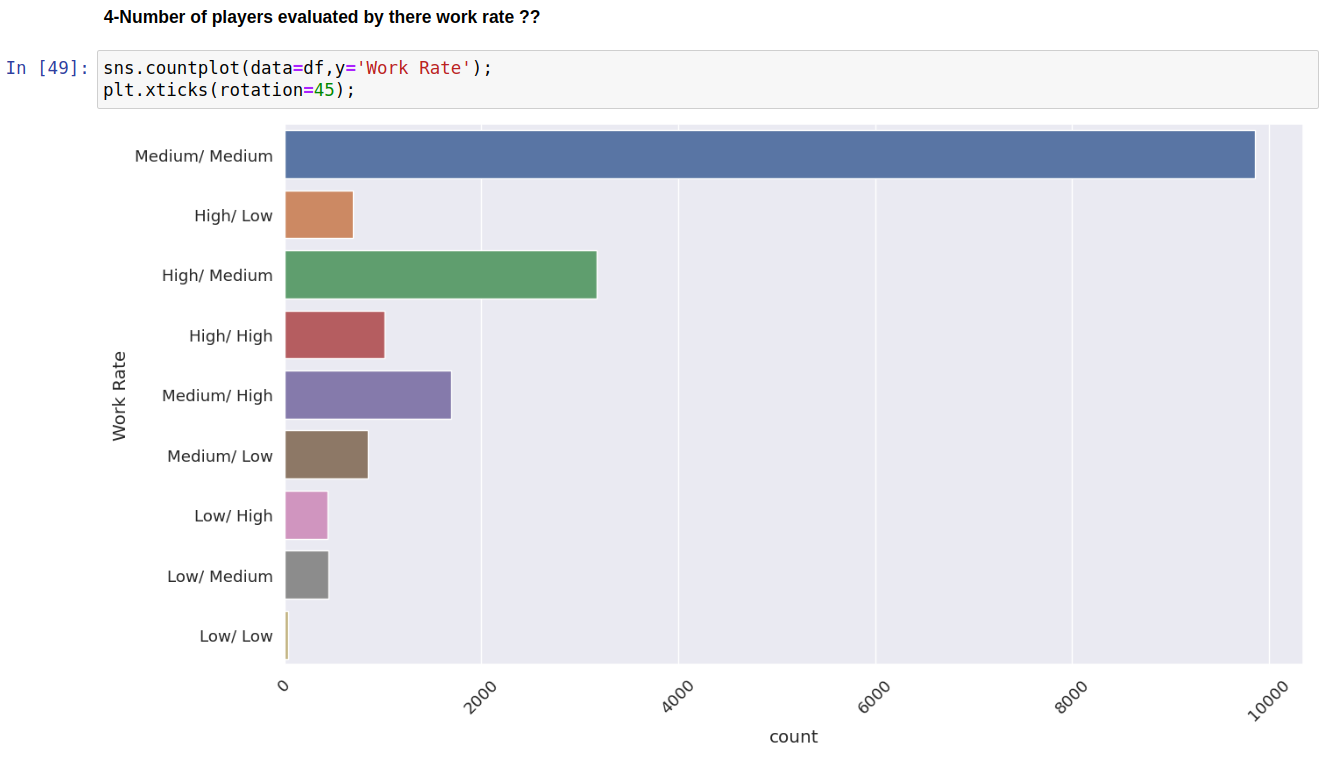 4-Number of players evaluated by there work rate ??
In [49]: sns.countplot(data=df,y='Work Rate');
plt.xticks(rotation=45);
Medium/ Medium
High/ Low
High/ Medium
High/ High
Medium/ High
Medium/ Low
Low/ High
Low/ Medium
Low/ Low
Work Rate
0 2000 4000 6000 8000 10000
count